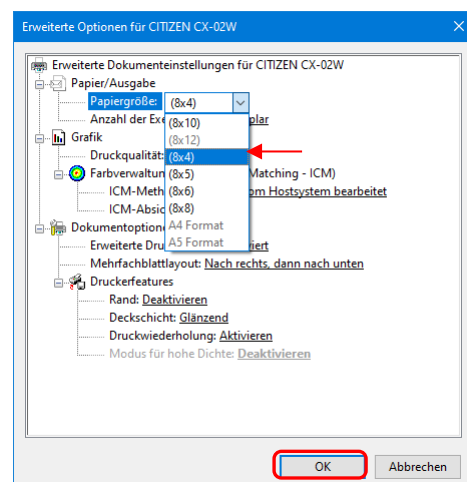 Erweiterte Optionen für CITIZEN CX-02W
Erweiterte Dokumenteinstellungen für CITIZEN CX-02W
Papier/Ausgabe
Papiergröße: (8x4)
Anzahl der Exe plar
(8x10)
(8x12)
(8x4)
(8x5)
(8x6)
(8x8)
A4 Format
A5 Format
Grafik
Druckqualität:
Farbverwaltun Matching - ICM)
ICM-Meth om Hostsystem bearbeitet
ICM-Absic
Dokumentoptione
Erweiterte Dru iert
Mehrfachblattlayout: Nach rechts, dann nach unten
Druckerfeatures
Rand: Deaktivieren
Deckschicht: Glänzend
Druckwiederholung: Aktivieren
Modus für hohe Dichte: Deaktivieren
OK Abbrechen